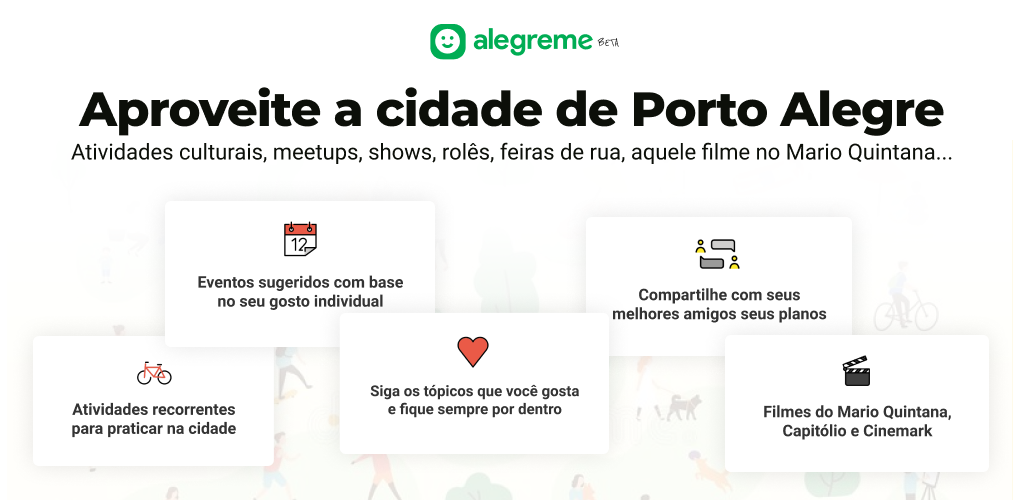 alegreme BETA
Aproveite a cidade de Porto Alegre
Atividades culturais, meetups, shows, rolês, feiras de rua, aquele filme no Mario Quintana...
12
Eventos sugeridos com base
no seu gosto individual
Compartilhe com seus
melhores amigos seus planos
Atividades recorrentes
para praticar na cidade
Siga os tópicos que você gosta
e fique sempre por dentro
Filmes do Mario Quintana,
Capitólio e Cinemark